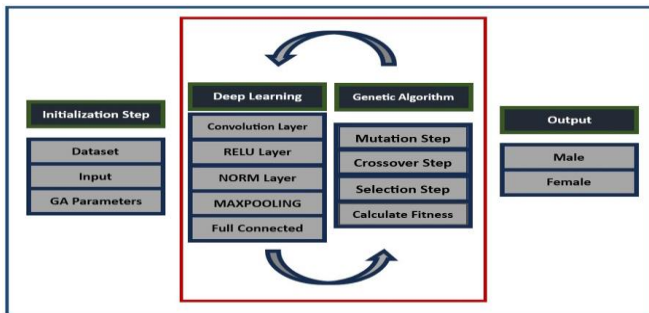 Initialization Step
Dataset
Input
GA Parameters
Deep Learning
Convolution Layer
RELU Layer
NORM Layer
MAXPOOLING
Full Connected
Genetic Algorithm
Mutation Step
Crossover Step
Selection Step
Calculate Fitness
Output
Male
Female